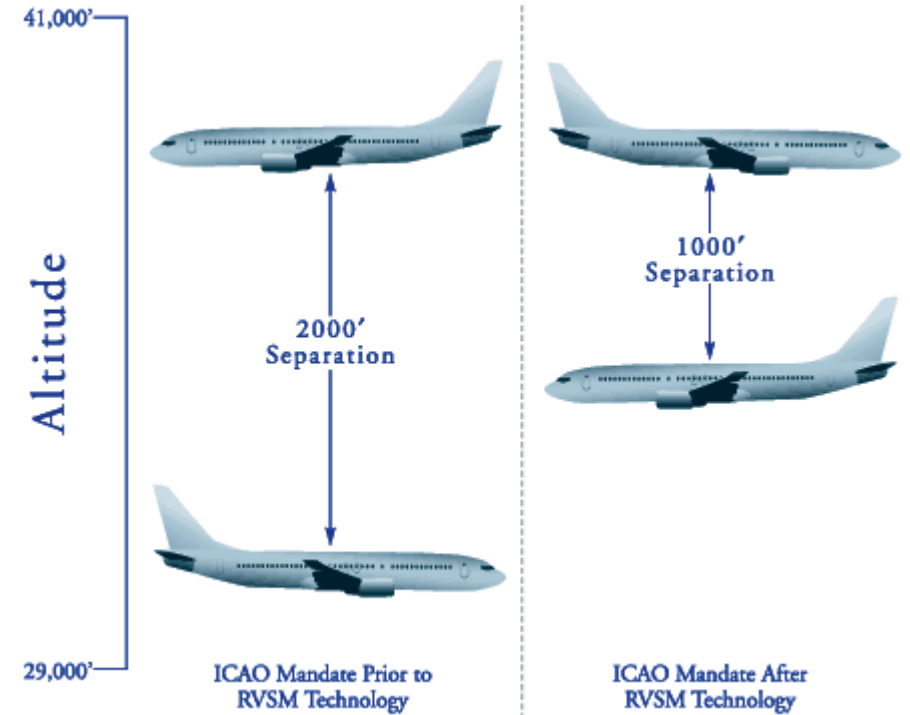 41,000'
Altitude
29,000'
2000′
Separation
ICAO Mandate Prior to
RVSM Technology
1000′
Separation
ICAO Mandate After
RVSM Technology